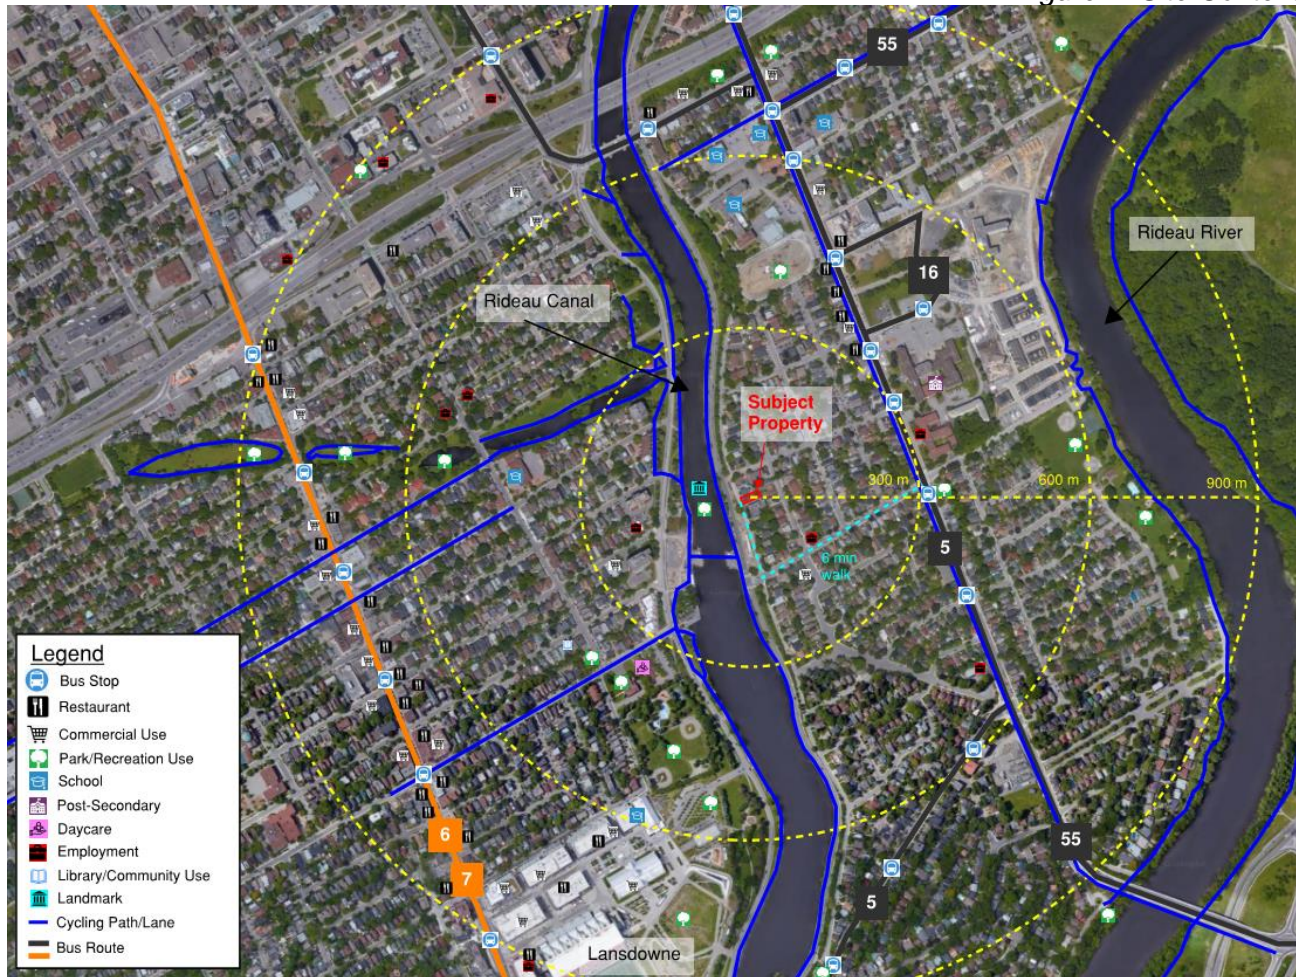 55
Rideau River
16
Rideau Canal
Subject
Property
300 m
600 m
900 m
5
6 min
walk
Legend
Bus Stop
Restaurant
Commercial Use
Park/Recreation Use
School
Post-Secondary
Daycare
Employment
Library/Community Use
Landmark
Cycling Path/Lane
Bus Route
6
7
55
5
Lansdowne